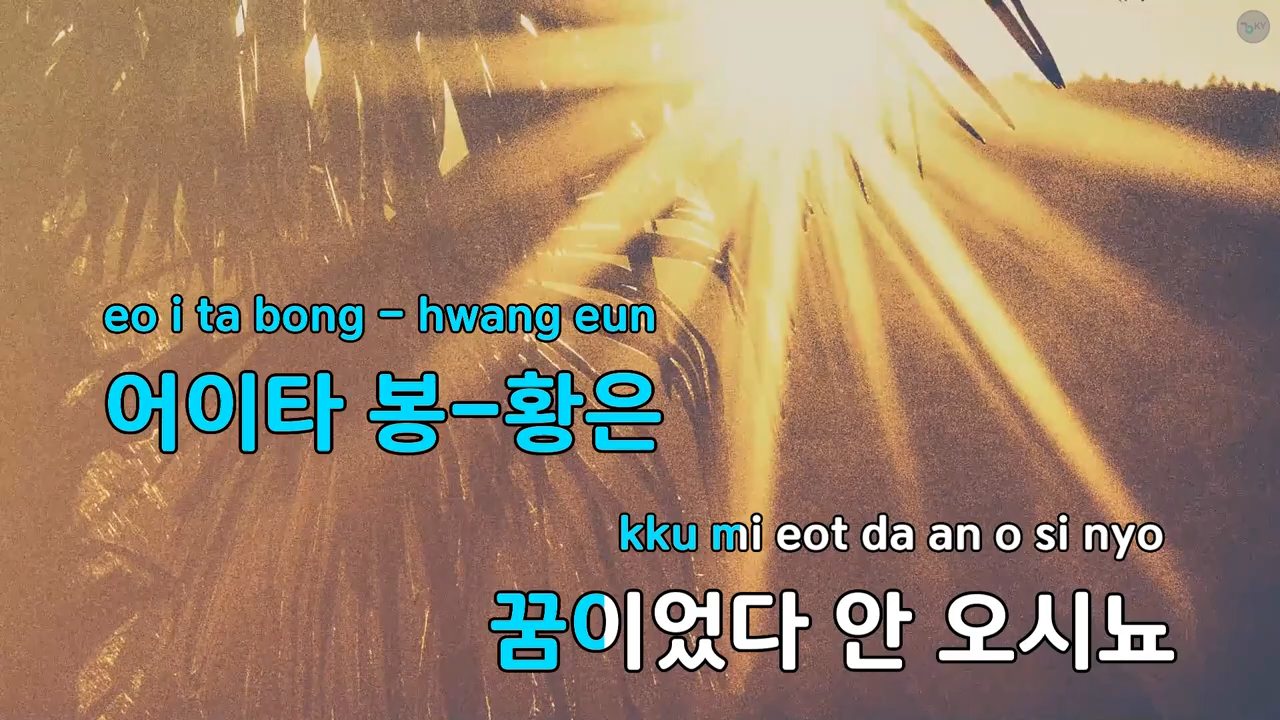 KY
eo i ta bong - hwang eun
어이타 봉-황은
kku mi eot da an o si nyo
꿈이었다 안 오시뇨